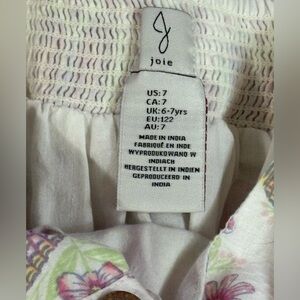 J
joie
US:7
CA:7
UK:6-7yrs
EU:122
AU:7
MADE IN INDIA
FABRIQUÉ EN INDE
WYPRODUKOWANO W
INDIACH
HERGESTELLT IN INDIEN
GEPRODUCEERD IN
INDIA